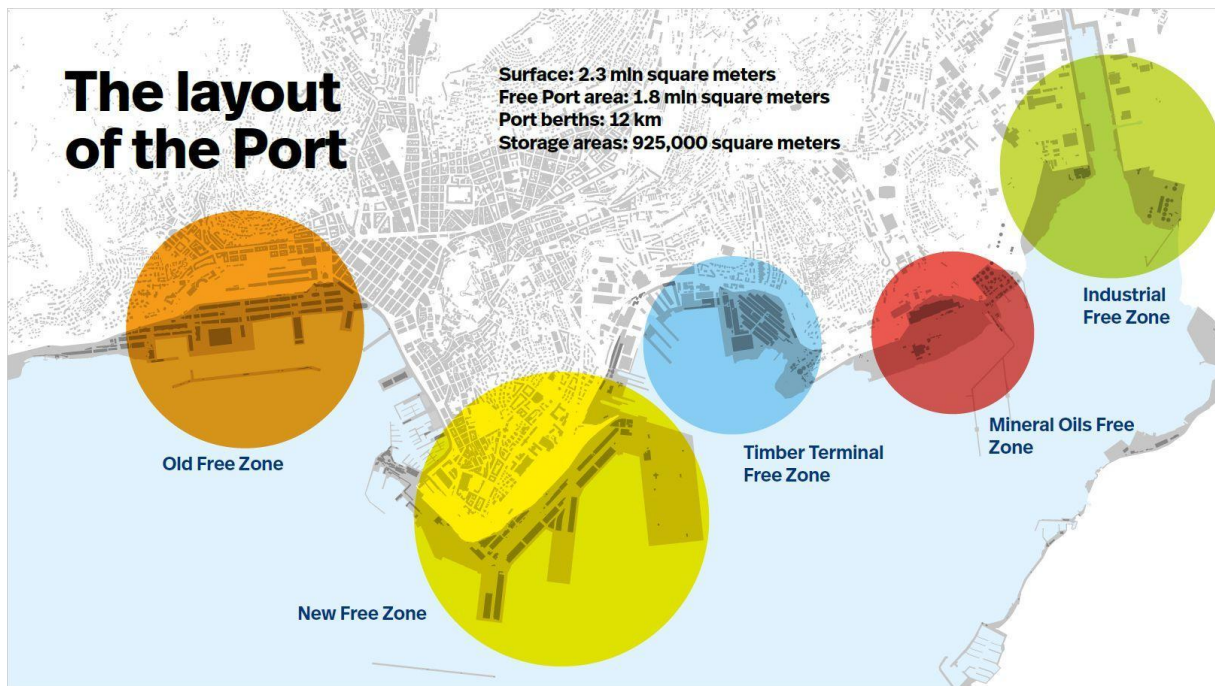 The layout
of the Port
Surface: 2.3 mln square meters
Free Port area: 1.8 mln square meters
Port berths: 12 km
Storage areas: 925,000 square meters
Industrial
Free Zone
Mineral Oils Free
Zone
Timber Terminal
Free Zone
Old Free Zone
New Free Zone